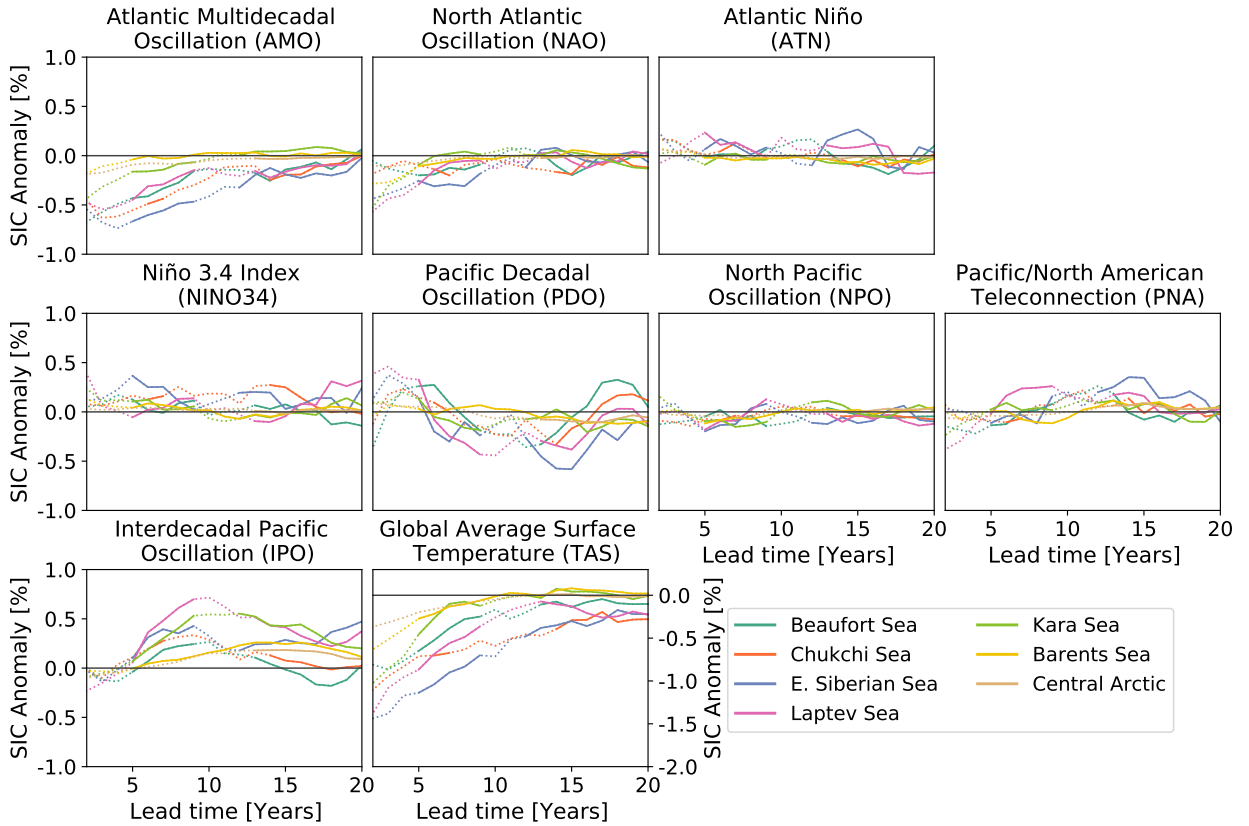 Atlantic Multidecadal
Oscillation (AMO)
North Atlantic
Oscillation (NAO)
Atlantic Niño
(ATN)
SIC Anomaly [%]
1.0
0.5
0.0
-0.5
-1.0
Niño 3.4 Index
(NINO34)
Pacific Decadal
Oscillation (PDO)
North Pacific
Oscillation (NPO)
Pacific/North American
Teleconnection (PNA)
SIC Anomaly [%]
1.0
0.5
0.0
-0.5
-1.0
5 10 15 20
Lead time [Years]
5 10 15 20
Lead time [Years]
Interdecadal Pacific
Oscillation (IPO)
Global Average Surface
Temperature (TAS)
SIC Anomaly [%]
1.0
0.5
0.0
-0.5
-1.0
5 10 15 20
Lead time [Years]
5 10 15 20
Lead time [Years]
0.0
-0.5
-1.0
-1.5
-2.0
SIC Anomaly [%]
Beaufort Sea
Chukchi Sea
E. Siberian Sea
Laptev Sea
Kara Sea
Barents Sea
Central Arctic